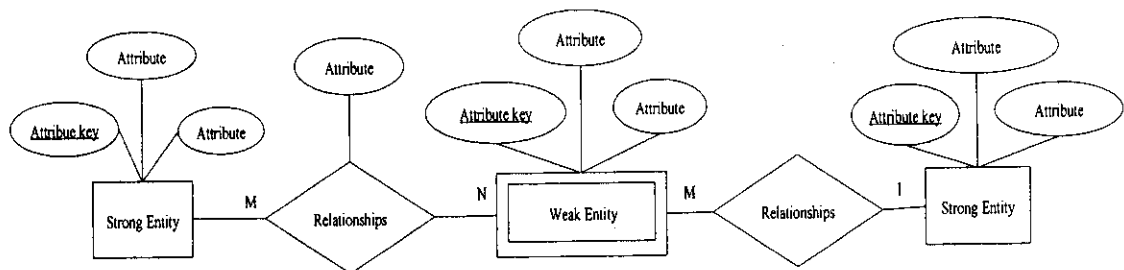 Attribute
Attribute
Attribute
Attribute
Attribue key
Attribute
Attribute key
Attribute
Attribute key
Attribute
Strong Entity
M
Relationships
N
Weak Entity
M
Relationships
1
Strong Entity